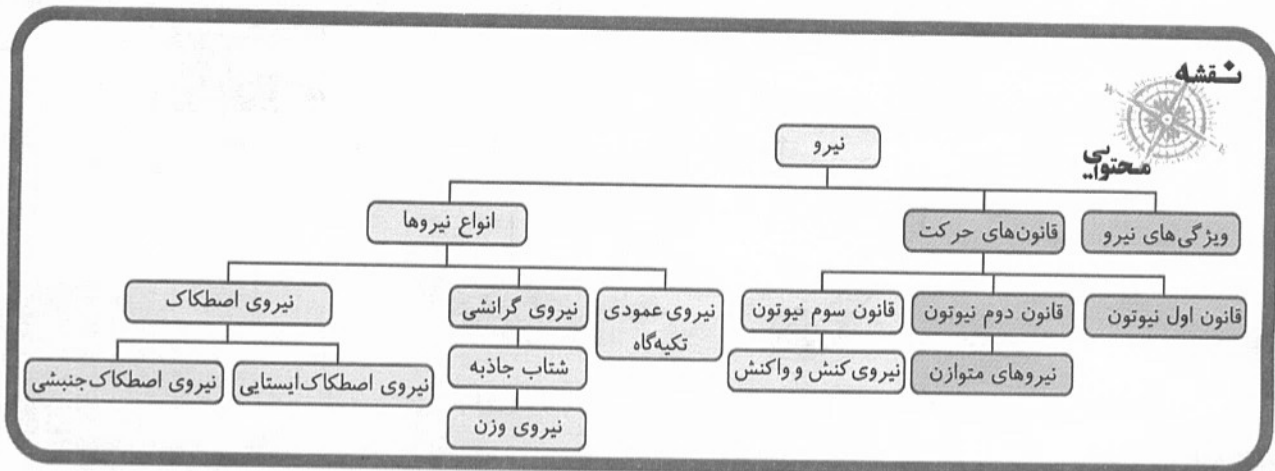 نقشه
محتوایی
نیرو
ویژگی‌های نیرو
قانون‌های حرکت
انواع نیروها
قانون اول نیوتون
قانون دوم نیوتون
قانون سوم نیوتون
نیروی عمودی
تکیه‌گاه
نیروی گرانشی
نیروی اصطکاک
نیروهای متوازن
نیروی کنش و واکنش
شتاب جاذبه
نیروی اصطکاک ایستایی
نیروی اصطکاک جنبشی
نیروی وزن